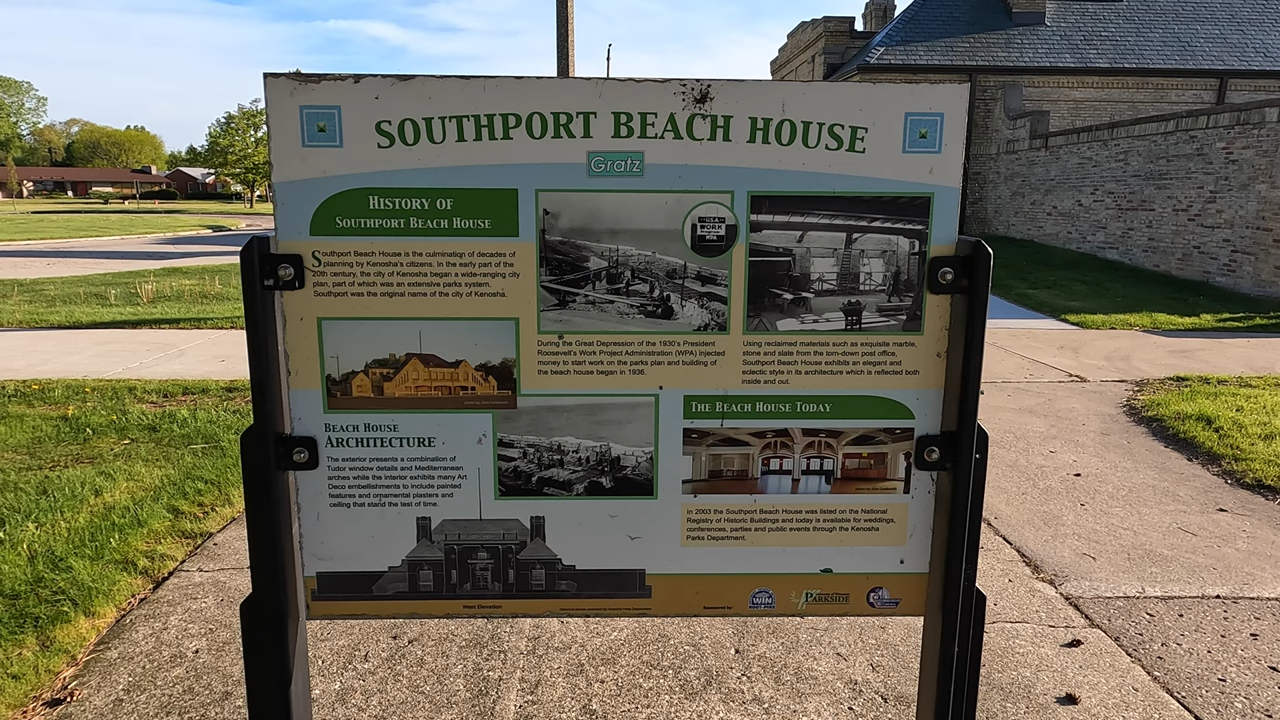 SOUTHPORT BEACH HOUSE
Gratz
HISTORY OF
SOUTHPORT BEACH HOUSE
Southport Beach House is the culmination of decades of
planning by Kenosha's citizens. In the early part of the
20th century, the city of Kenosha began a wide-ranging city
plan, part of which was an extensive parks system.
Southport was the original name of the city of Kenosha.
U.S.A
WORK
WPA
During the Great Depression of the 1930's President
Roosevelt's Work Project Administration (WPA) injected
money to start work on the parks plan and building of
the beach house began in 1936.
Using reclaimed materials such as exquisite marble,
stone and slate from the torn-down post office,
Southport Beach House exhibits an elegant and
eclectic style in its architecture which is reflected both
inside and out.
BEACH HOUSE
ARCHITECTURE
The exterior presents a combination of
Tudor window details and Mediterranean
arches while the interior exhibits many Art
Deco embellishments to include painted
features and ornamental plasters and
ceiling that stand the test of time.
THE BEACH HOUSE TODAY
In 2003 the Southport Beach House was listed on the National
Registry of Historic Buildings and today is available for weddings,
conferences, parties and public events through the Kenosha
Parks Department.
West Elevation
Historical photos provided by Kenosha Parks Department
Sponsored by:
WIN
ROOT-PIKE
PARKSIDE